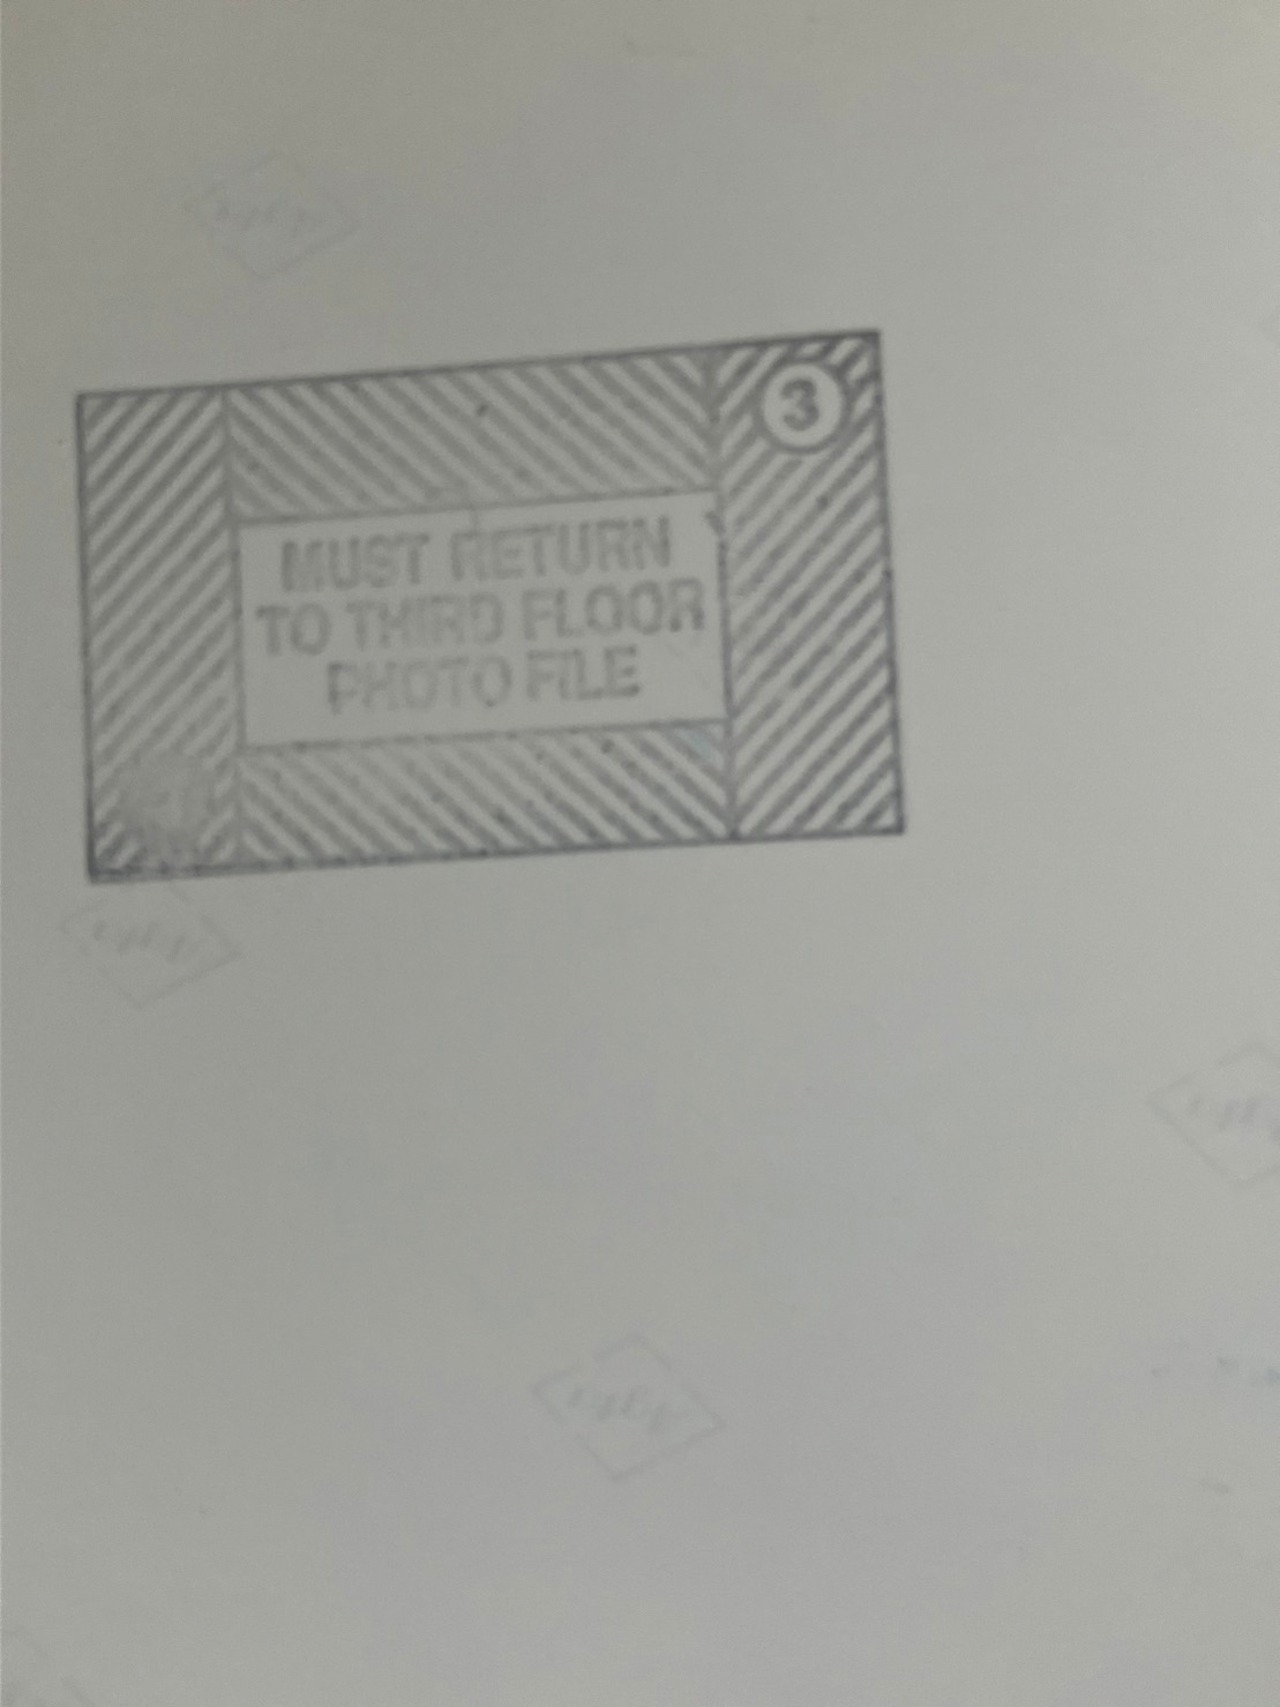 3
MUST RETURN
TO THIRD FLOOR
PHOTO FILE